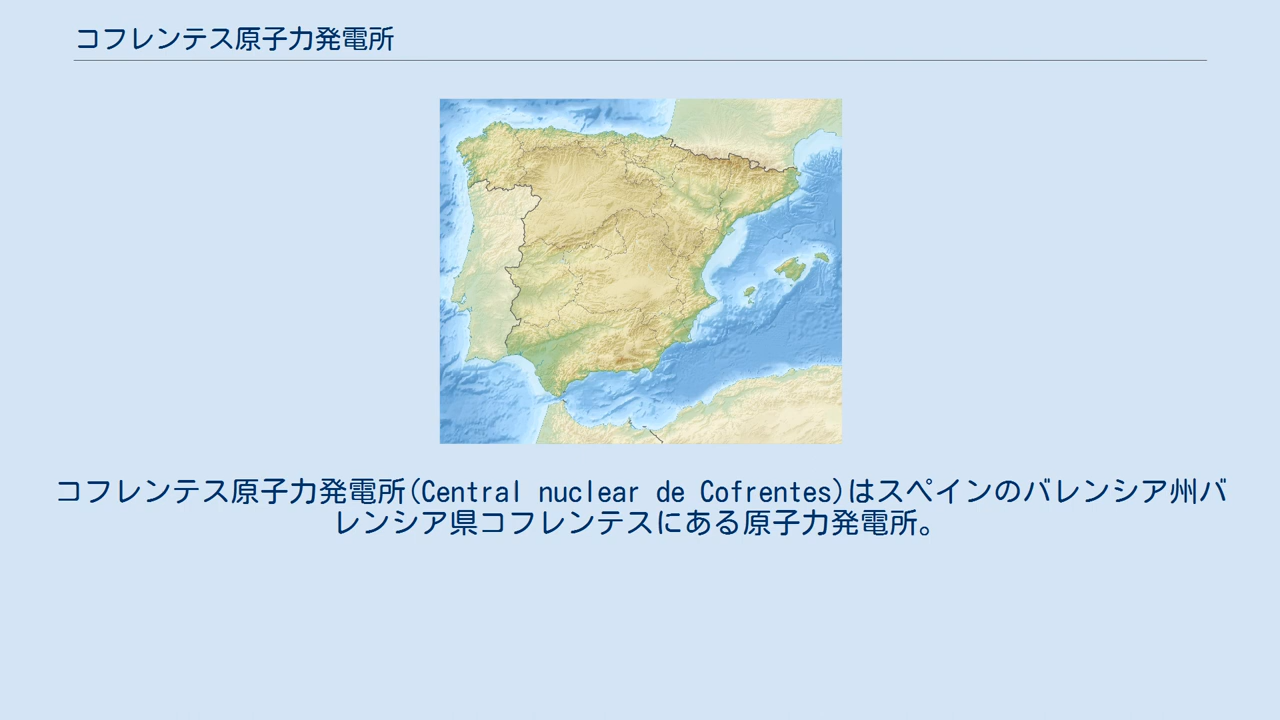 コフレンテス原子力発電所
コフレンテス原子力発電所(Central nuclear de Cofrentes)はスペインのバレンシア州バ
レンシア県コフレンテスにある原子力発電所。